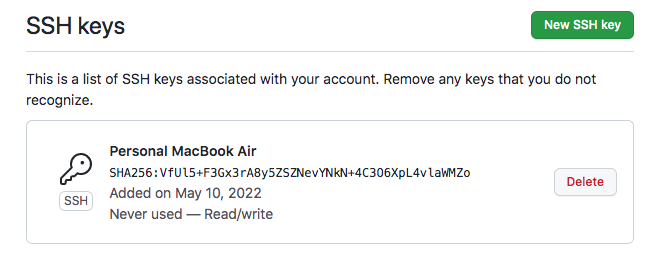 SSH keys
New SSH key
This is a list of SSH keys associated with your account. Remove any keys that you do not
recognize.
Personal MacBook Air
SHA256:VfUl5+F3Gx3rA8y5ZSZNevYNkN+4C3O6XpL4vlaWMZo
Added on May 10, 2022
Never used — Read/write
SSH
Delete